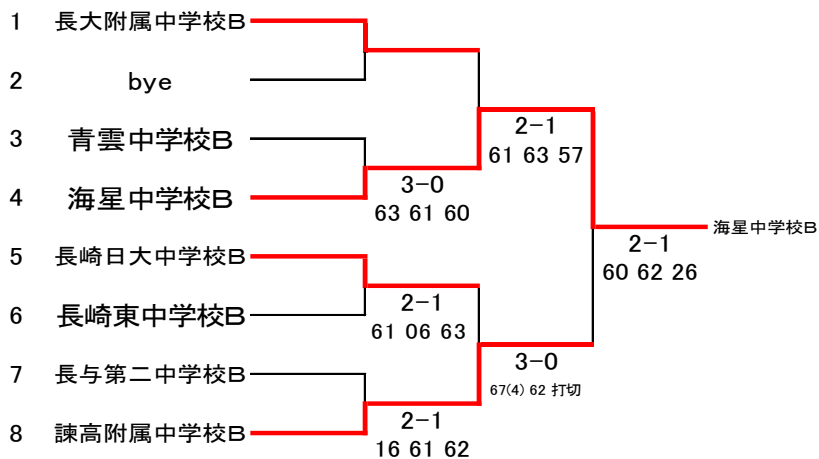 1 長大附属中学校B
2 bye
2-1
3 青雲中学校B
61 63 57
3-0
4 海星中学校B
63 61 60
海星中学校B
2-1
5 長崎日大中学校B
60 62 26
2-1
6 長崎東中学校B
61 06 63
3-0
7 長与第二中学校B
67(4) 62 打切
2-1
8 諫高附属中学校B
16 61 62